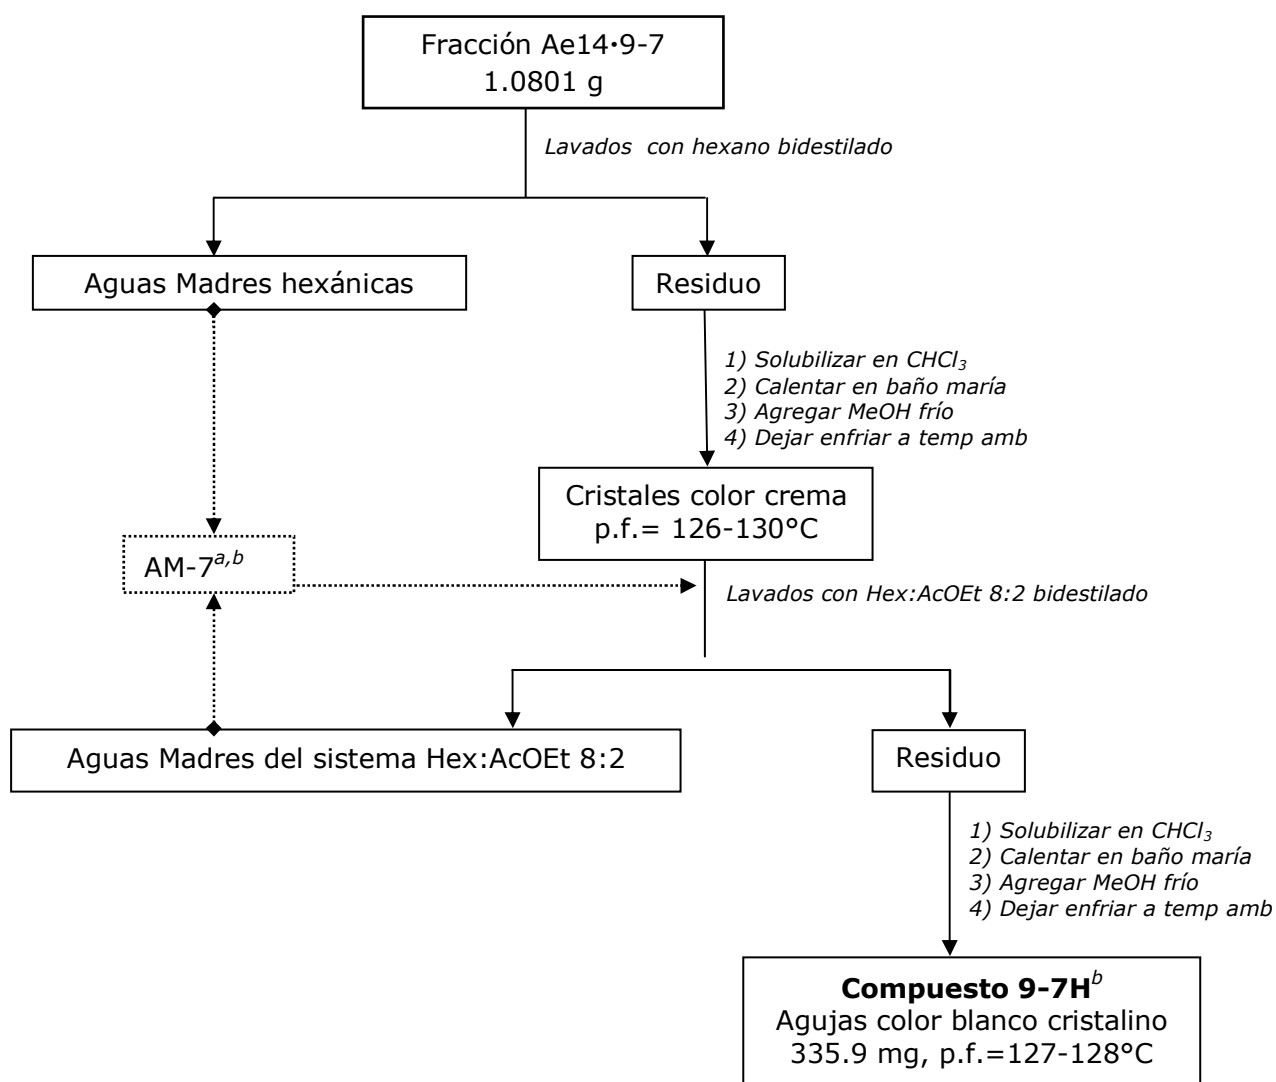 Fracción Ae14·9-7
1.0801 g
Lavados con hexano bidestilado
Aguas Madres hexánicas
Residuo
1) Solubilizar en CHCl₃
2) Calentar en baño maría
3) Agregar MeOH frío
4) Dejar enfriar a temp amb
Cristales color crema
p.f.= 126-130°C
AM-7ᵃ,ᵇ
Lavados con Hex:AcOEt 8:2 bidestilado
Aguas Madres del sistema Hex:AcOEt 8:2
Residuo
1) Solubilizar en CHCl₃
2) Calentar en baño maría
3) Agregar MeOH frío
4) Dejar enfriar a temp amb
Compuesto 9-7Hᵇ
Agujas color blanco cristalino
335.9 mg, p.f.=127-128°C